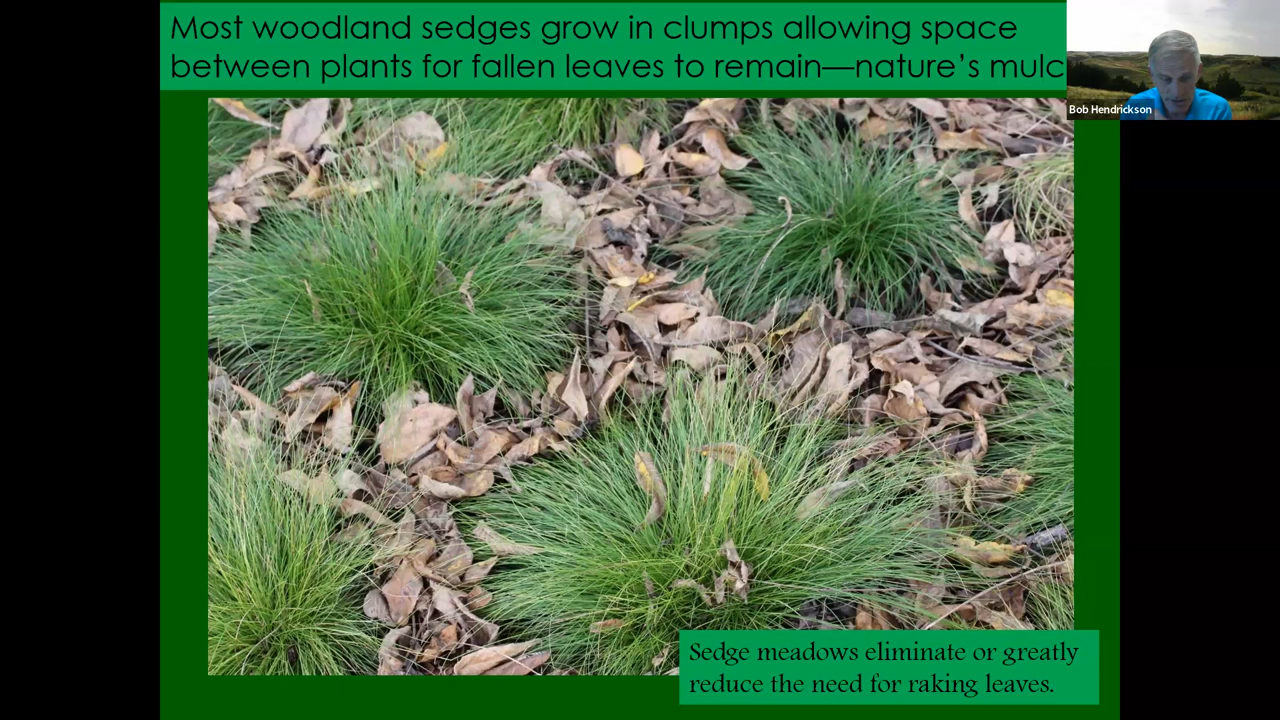 Most woodland sedges grow in clumps allowing space
between plants for fallen leaves to remain—nature's mulc
Bob Hendrickson
Sedge meadows eliminate or greatly
reduce the need for raking leaves.